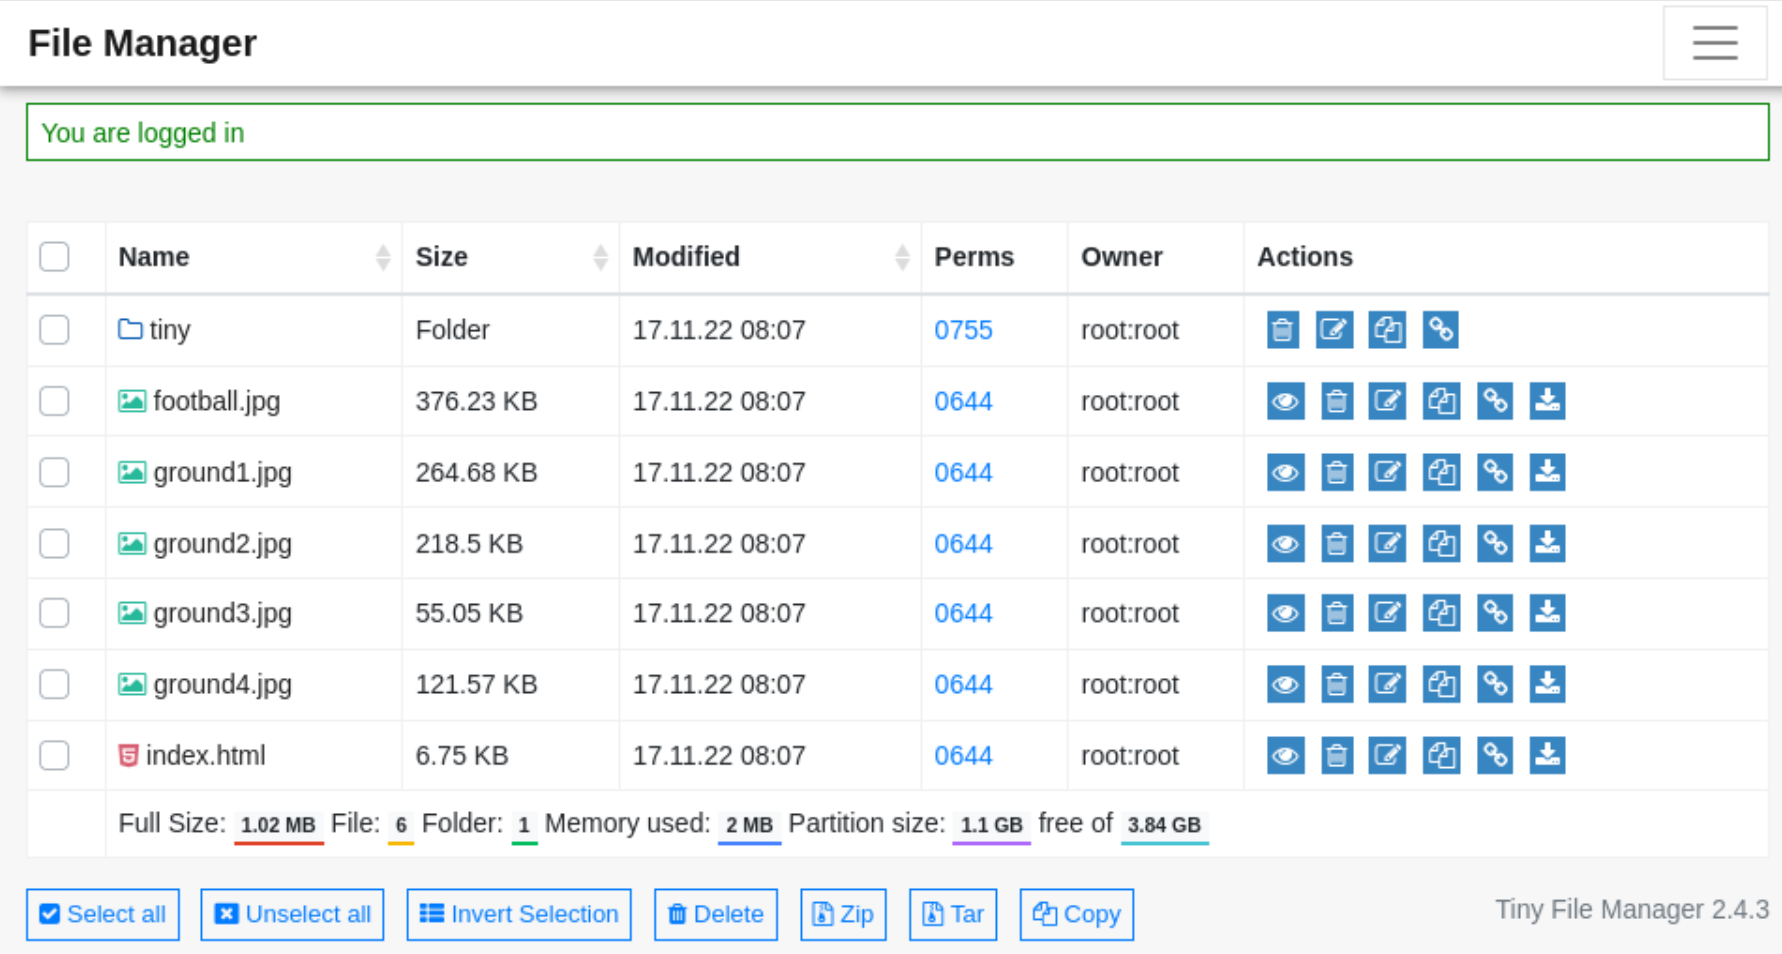 File Manager
You are logged in
Name Size Modified Perms Owner Actions
tiny Folder 17.11.22 08:07 0755 root:root
football.jpg 376.23 KB 17.11.22 08:07 0644 root:root
ground1.jpg 264.68 KB 17.11.22 08:07 0644 root:root
ground2.jpg 218.5 KB 17.11.22 08:07 0644 root:root
ground3.jpg 55.05 KB 17.11.22 08:07 0644 root:root
ground4.jpg 121.57 KB 17.11.22 08:07 0644 root:root
index.html 6.75 KB 17.11.22 08:07 0644 root:root
Full Size: 1.02 MB File: 6 Folder: 1 Memory used: 2 MB Partition size: 1.1 GB free of 3.84 GB
Select all Unselect all Invert Selection Delete Zip Tar Copy Tiny File Manager 2.4.3